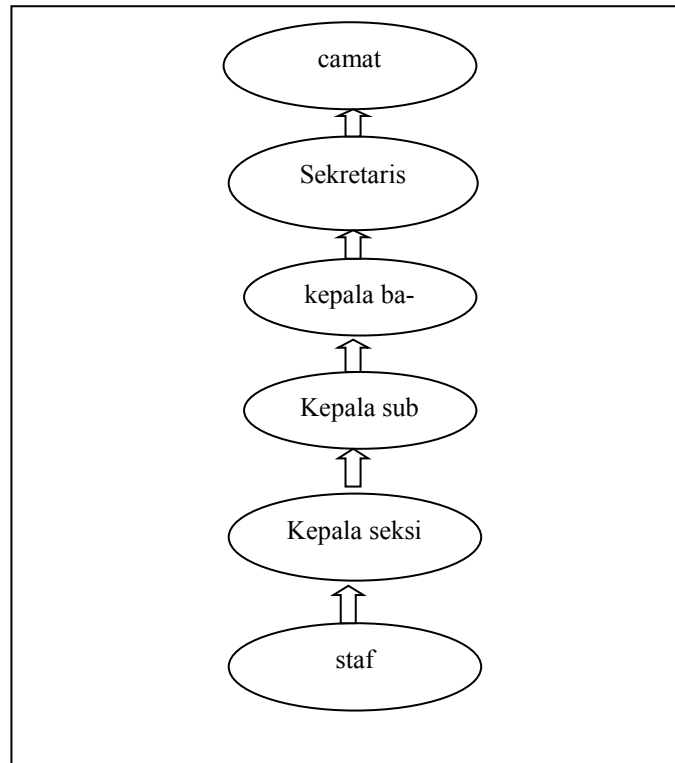 camat
Sekretaris
kepala ba-
Kepala sub
Kepala seksi
staf